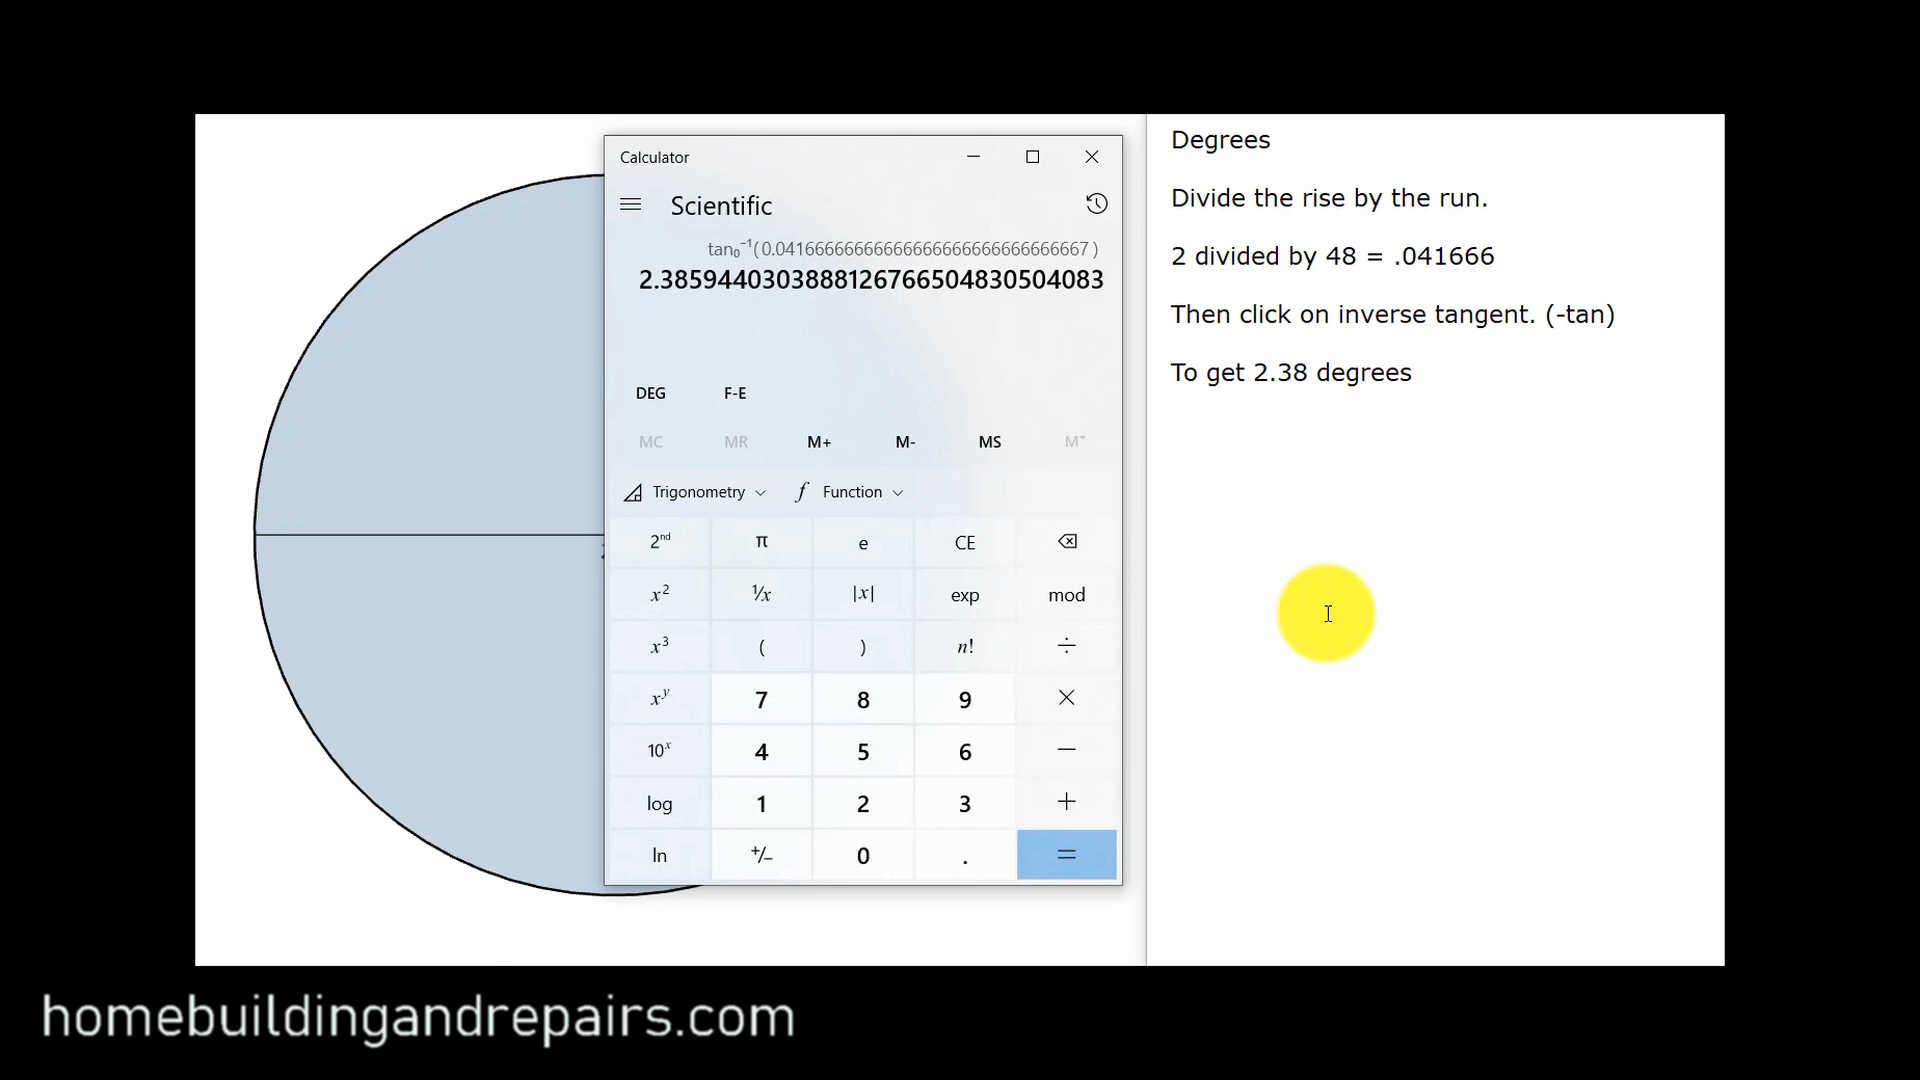 Calculator
Scientific
tan₀⁻¹( 0.04166666666666666666666666666667 )
2.3859440303888126766504830504083
DEG F-E
MC MR M+ M- MS M˅
Trigonometry f Function
2ⁿᵈ π e CE
x² ¹/x |x| exp mod
x³ ( ) n! ÷
xʸ 7 8 9 ×
10ˣ 4 5 6 −
log 1 2 3 +
ln +/− 0 . =
Degrees
Divide the rise by the run.
2 divided by 48 = .041666
Then click on inverse tangent. (-tan)
To get 2.38 degrees
homebuildingandrepairs.com